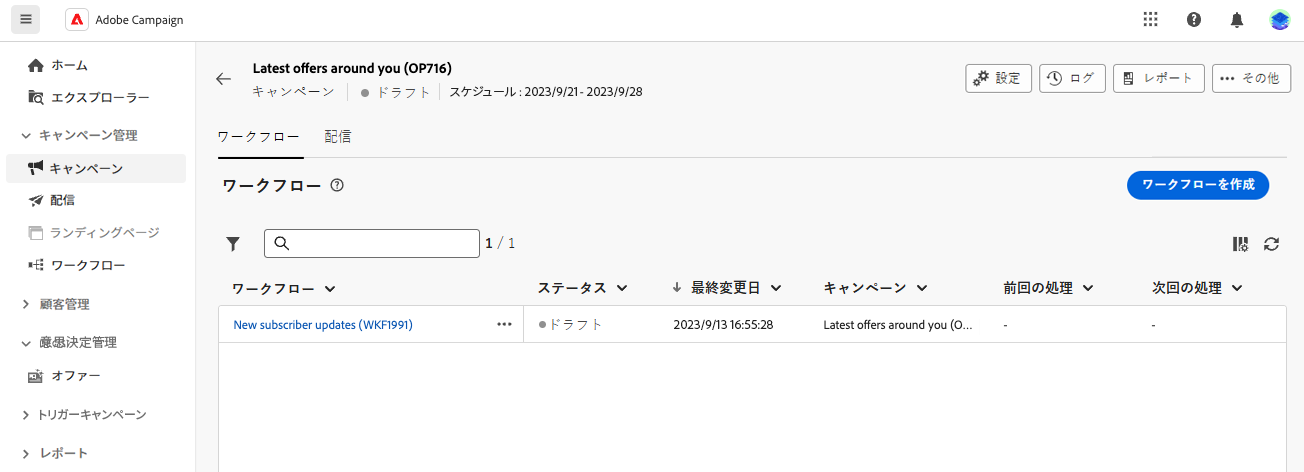 Adobe Campaign
ホーム
エクスプローラー
キャンペーン管理
キャンペーン
配信
ランディングページ
ワークフロー
顧客管理
意思決定管理
オファー
トリガーキャンペーン
レポート
Latest offers around you (OP716)
キャンペーン ドラフト スケジュール : 2023/9/21 - 2023/9/28
設定 ログ レポート その他
ワークフロー 配信
ワークフロー
ワークフローを作成
1 / 1
ワークフロー ステータス 最終変更日 キャンペーン 前回の処理 次回の処理
New subscriber updates (WKF1991) ドラフト 2023/9/13 16:55:28 Latest offers around you (O... - -